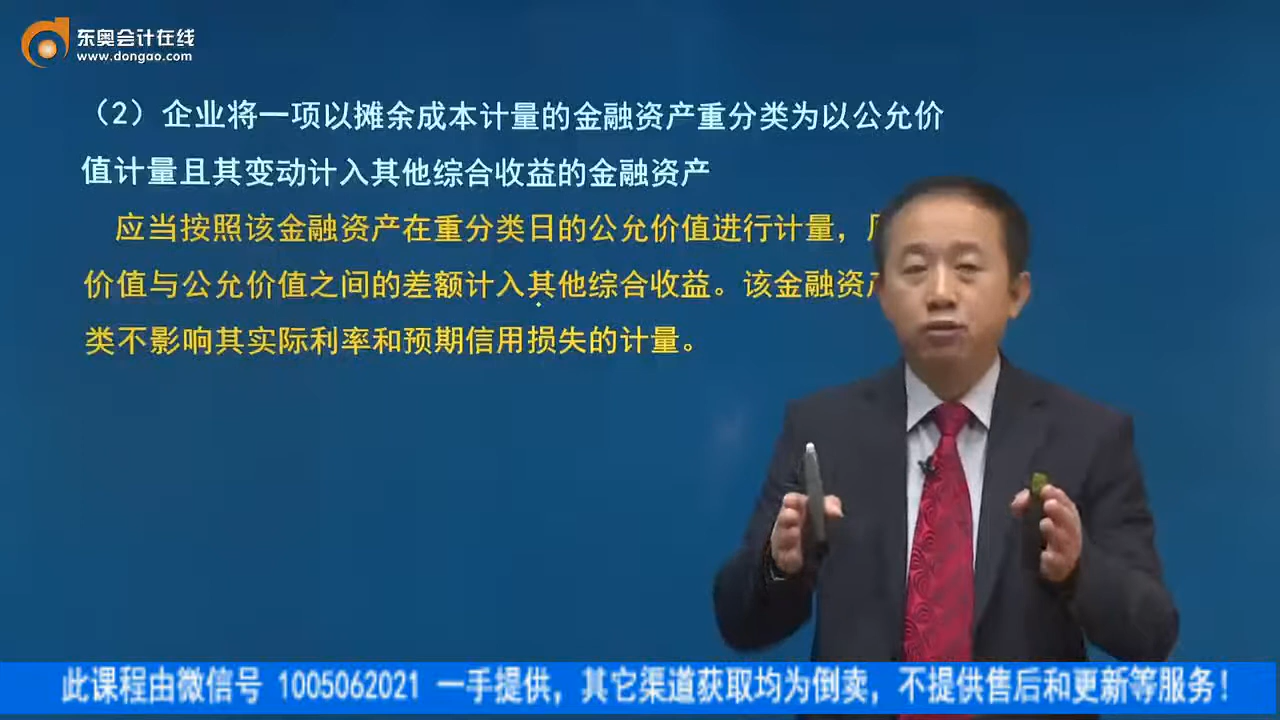 东奥会计在线
www.dongao.com
（2）企业将一项以摊余成本计量的金融资产重分类为以公允价
值计量且其变动计入其他综合收益的金融资产
应当按照该金融资产在重分类日的公允价值进行计量，
价值与公允价值之间的差额计入其他综合收益。该金融资产
类不影响其实际利率和预期信用损失的计量。
此课程由微信号 1005062021 一手提供，其它渠道获取均为倒卖，不提供售后和更新等服务！